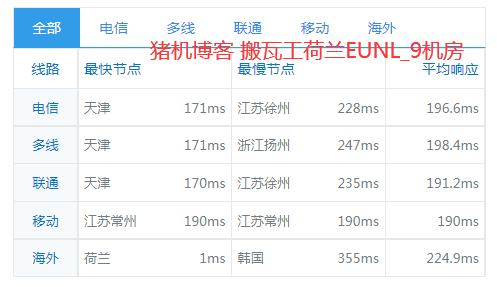 全部 电信 多线 联通 移动 海外
猪机博客 搬瓦工荷兰EUNL_9机房
线路 最快节点 最慢节点 平均响应
电信 天津 171ms 江苏徐州 228ms 196.6ms
多线 天津 171ms 浙江扬州 247ms 198.4ms
联通 天津 170ms 江苏徐州 235ms 191.2ms
移动 江苏常州 190ms 江苏常州 190ms 190ms
海外 荷兰 1ms 韩国 355ms 224.9ms